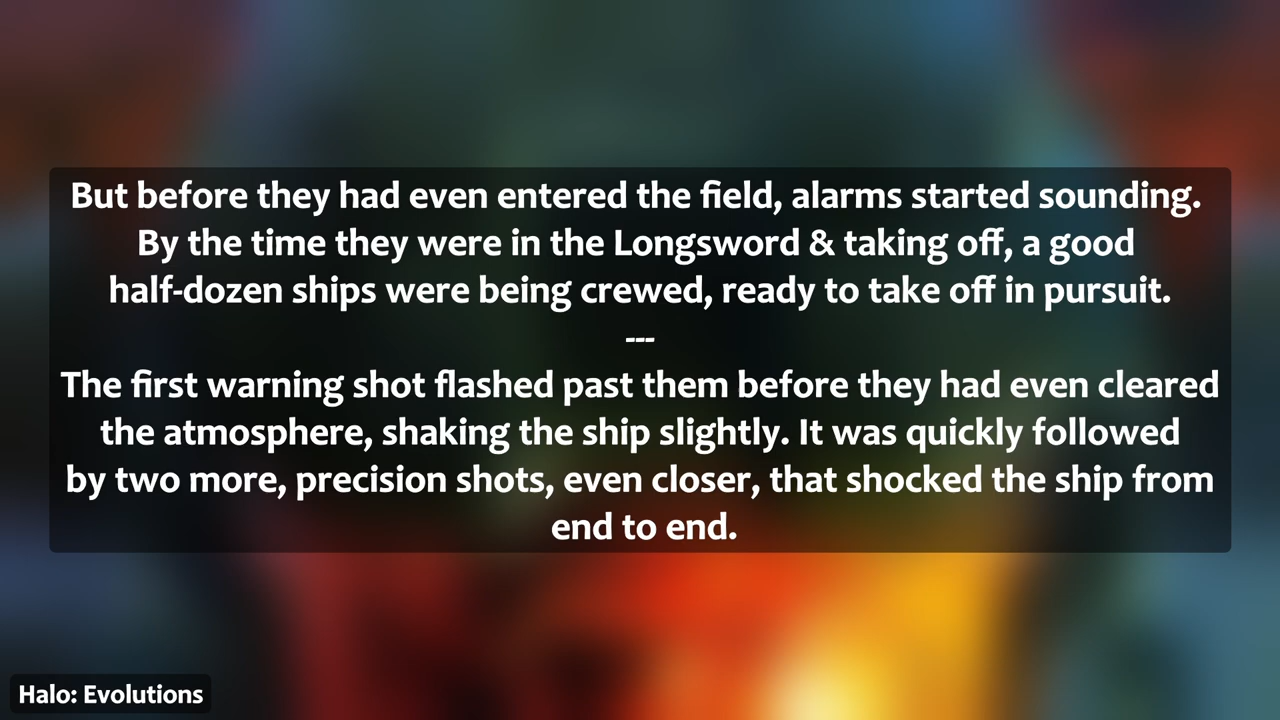 But before they had even entered the field, alarms started sounding.
By the time they were in the Longsword & taking off, a good
half-dozen ships were being crewed, ready to take off in pursuit.
---
The first warning shot flashed past them before they had even cleared
the atmosphere, shaking the ship slightly. It was quickly followed
by two more, precision shots, even closer, that shocked the ship from
end to end.
Halo: Evolutions